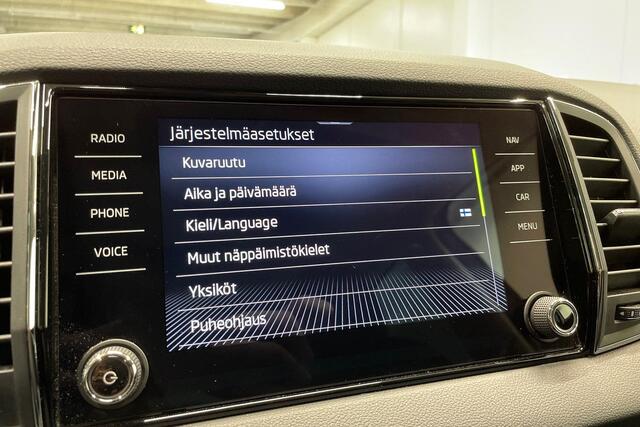 RADIO
MEDIA
PHONE
VOICE
Järjestelmäasetukset
Kuvaruutu
Aika ja päivämäärä
Kieli/Language
Muut näppäimistökielet
Yksiköt
Puheohjaus
NAV
APP
CAR
MENU